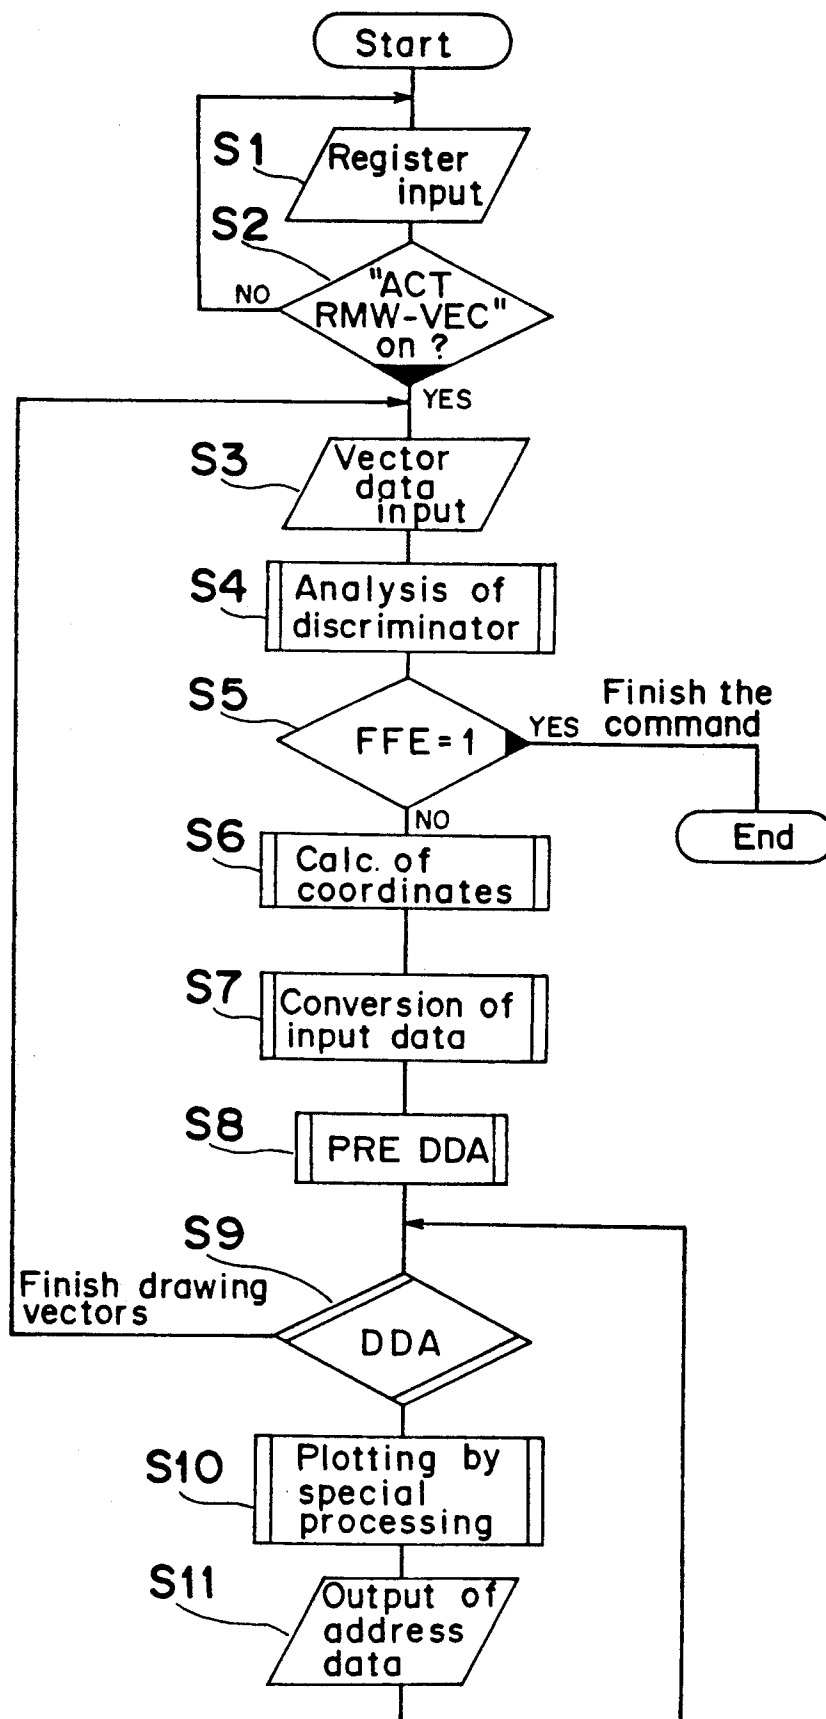 Start
S1
Register
input
S2
"ACT
RMW-VEC"
on ?
NO
YES
S3
Vector
data
input
S4
Analysis of
discriminator
S5
FFE=1
YES
Finish the
command
End
NO
S6
Calc. of
coordinates
S7
Conversion of
input data
S8
PRE DDA
S9
Finish drawing
vectors
DDA
S10
Plotting by
special
processing
S11
Output of
address
data